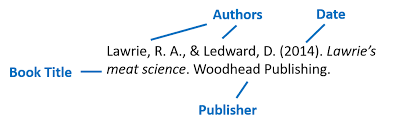 Authors Date
Lawrie, R. A., & Ledward, D. (2014). Lawrie's
Book Title meat science. Woodhead Publishing.
Publisher